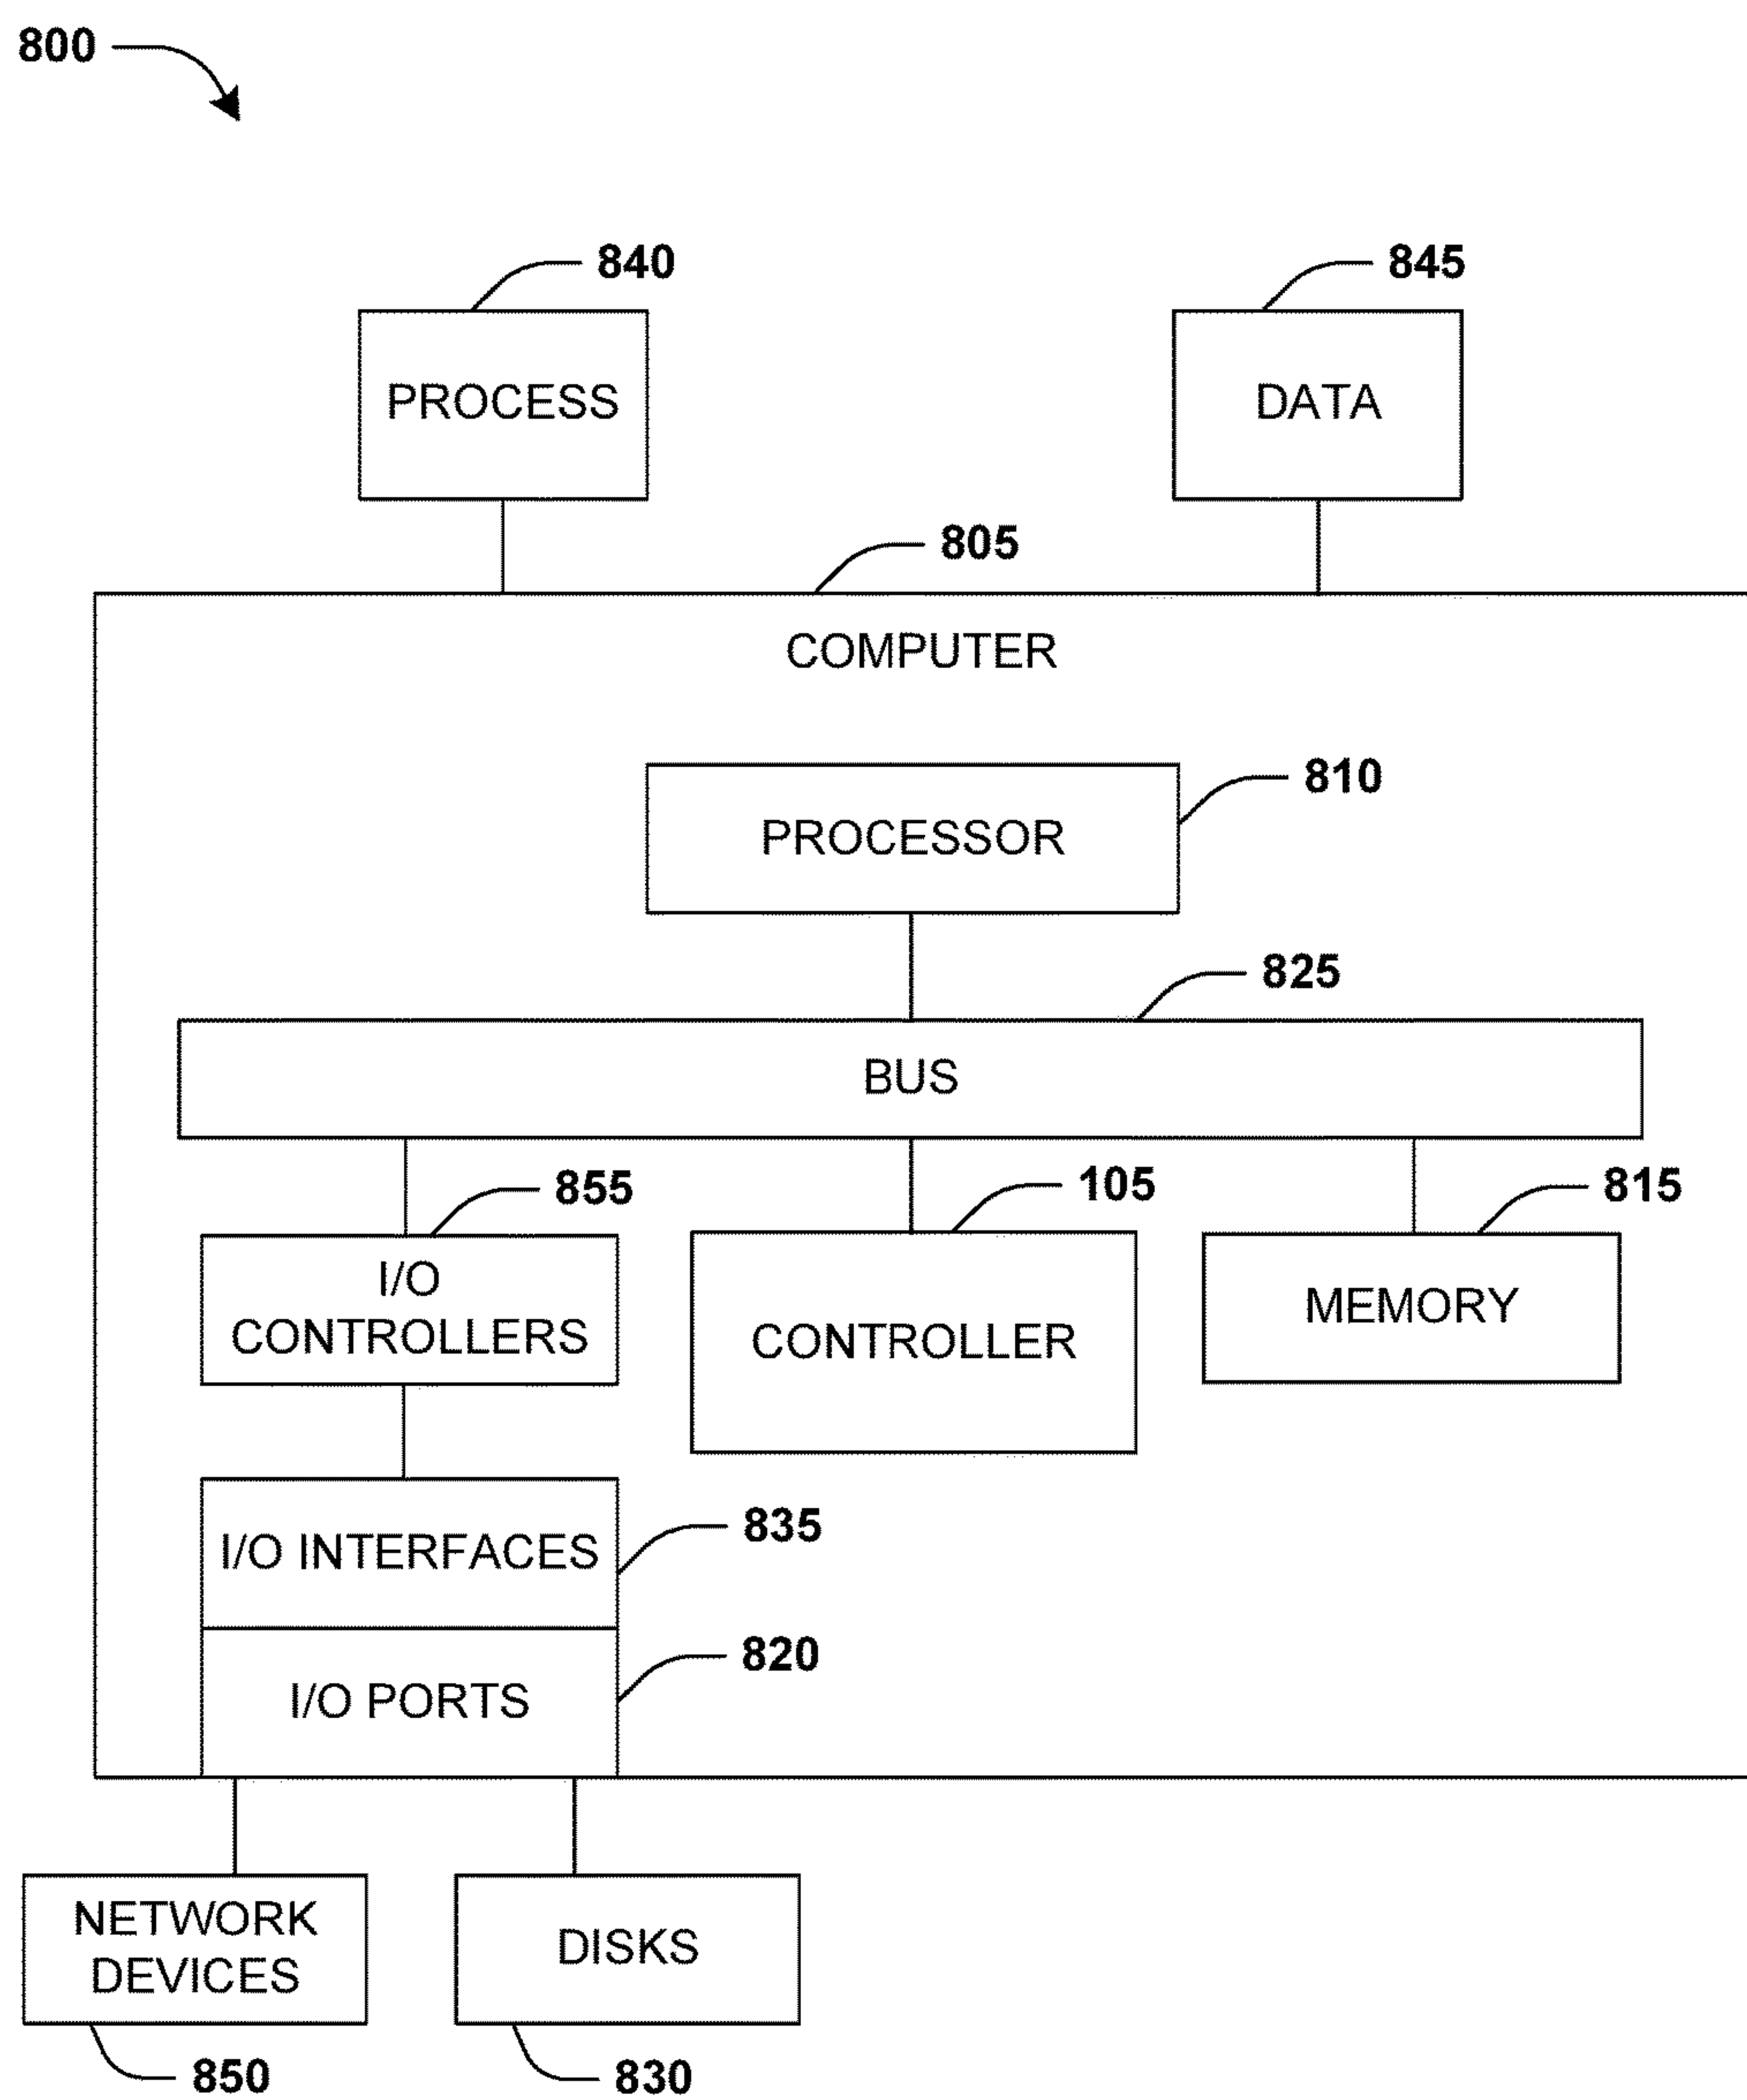 800
840
845
PROCESS
DATA
805
COMPUTER
810
PROCESSOR
825
BUS
855
105
815
I/O
CONTROLLERS
CONTROLLER
MEMORY
835
I/O INTERFACES
820
I/O PORTS
NETWORK
DEVICES
DISKS
850
830